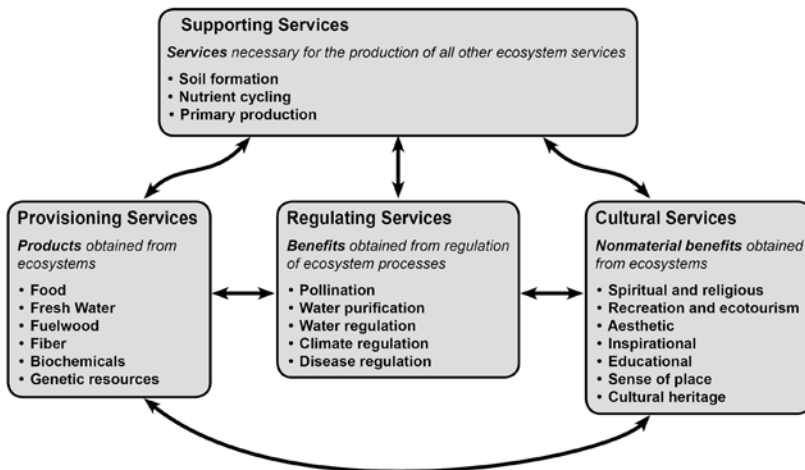 Supporting Services
Services necessary for the production of all other ecosystem services
• Soil formation
• Nutrient cycling
• Primary production
Provisioning Services
Products obtained from
ecosystems
• Food
• Fresh Water
• Fuelwood
• Fiber
• Biochemicals
• Genetic resources
Regulating Services
Benefits obtained from regulation
of ecosystem processes
• Pollination
• Water purification
• Water regulation
• Climate regulation
• Disease regulation
Cultural Services
Nonmaterial benefits obtained
from ecosystems
• Spiritual and religious
• Recreation and ecotourism
• Aesthetic
• Inspirational
• Educational
• Sense of place
• Cultural heritage